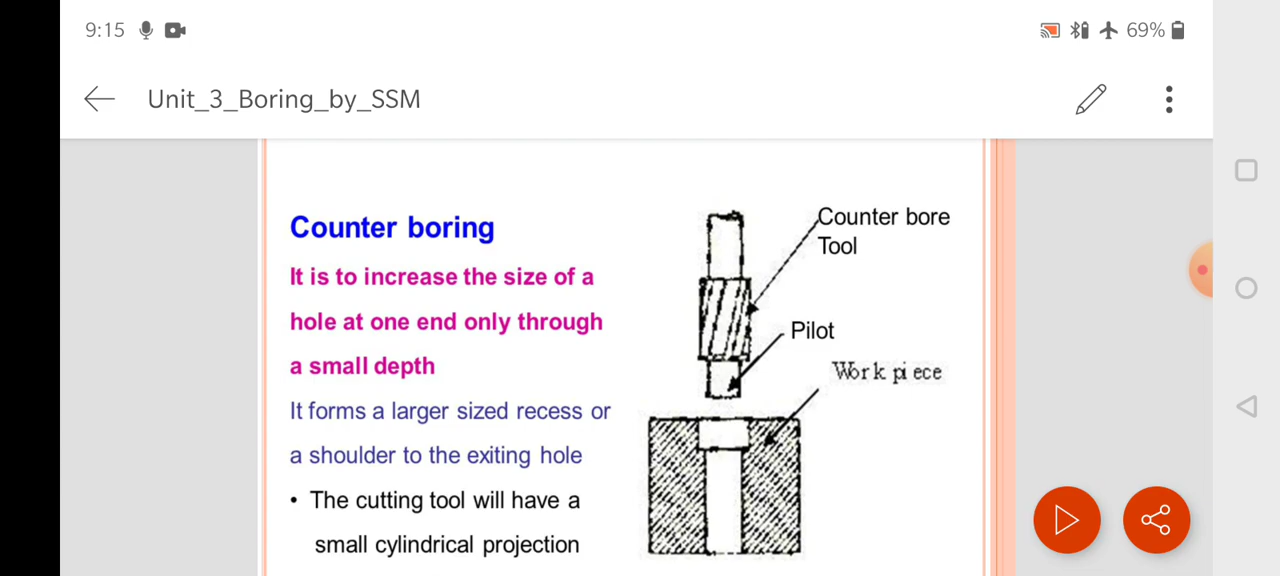 9:15
69%
Unit_3_Boring_by_SSM
Counter boring
It is to increase the size of a
hole at one end only through
a small depth
It forms a larger sized recess or
a shoulder to the exiting hole
• The cutting tool will have a
small cylindrical projection
Counter bore
Tool
Pilot
Work piece